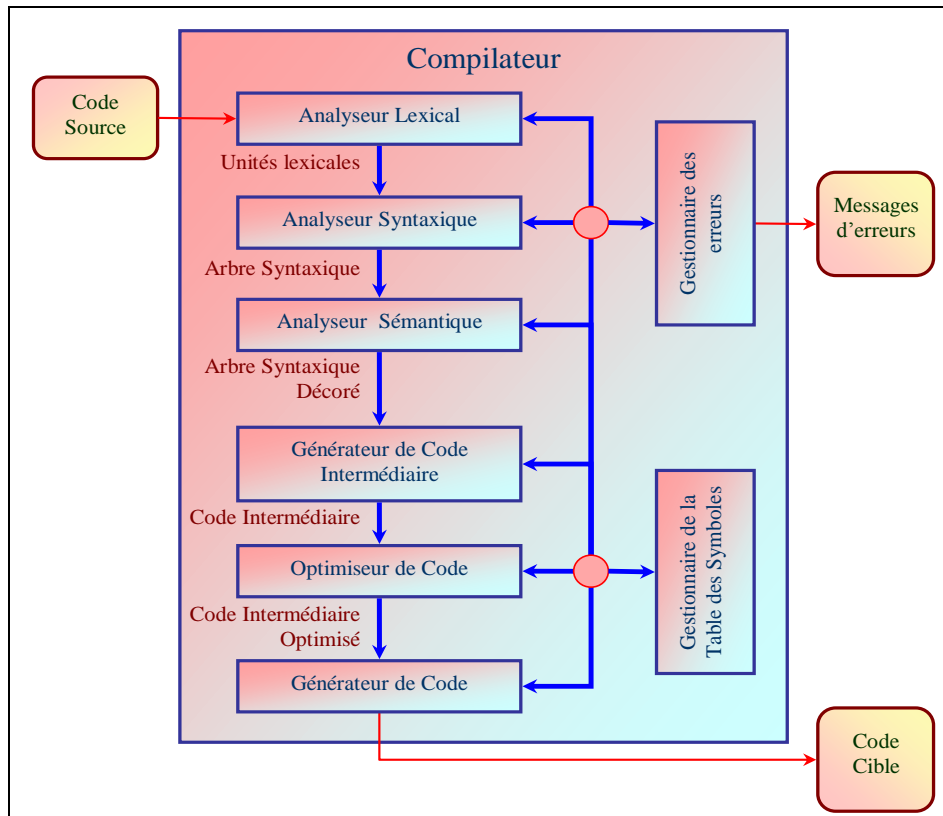 Compilateur
Code
Source
Analyseur Lexical
Unités lexicales
Analyseur Syntaxique
Arbre Syntaxique
Analyseur Sémantique
Arbre Syntaxique
Décoré
Générateur de Code
Intermédiaire
Code Intermédiaire
Optimiseur de Code
Code Intermédiaire
Optimisé
Générateur de Code
Gestionnaire des
erreurs
Messages
d’erreurs
Gestionnaire de la
Table des Symboles
Code
Cible